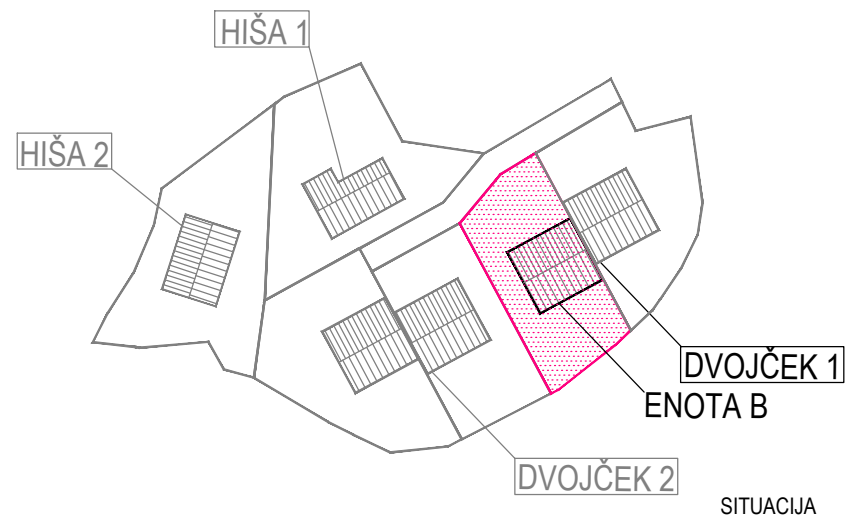 HIŠA 1
HIŠA 2
DVOJČEK 1
ENOTA B
DVOJČEK 2
SITUACIJA